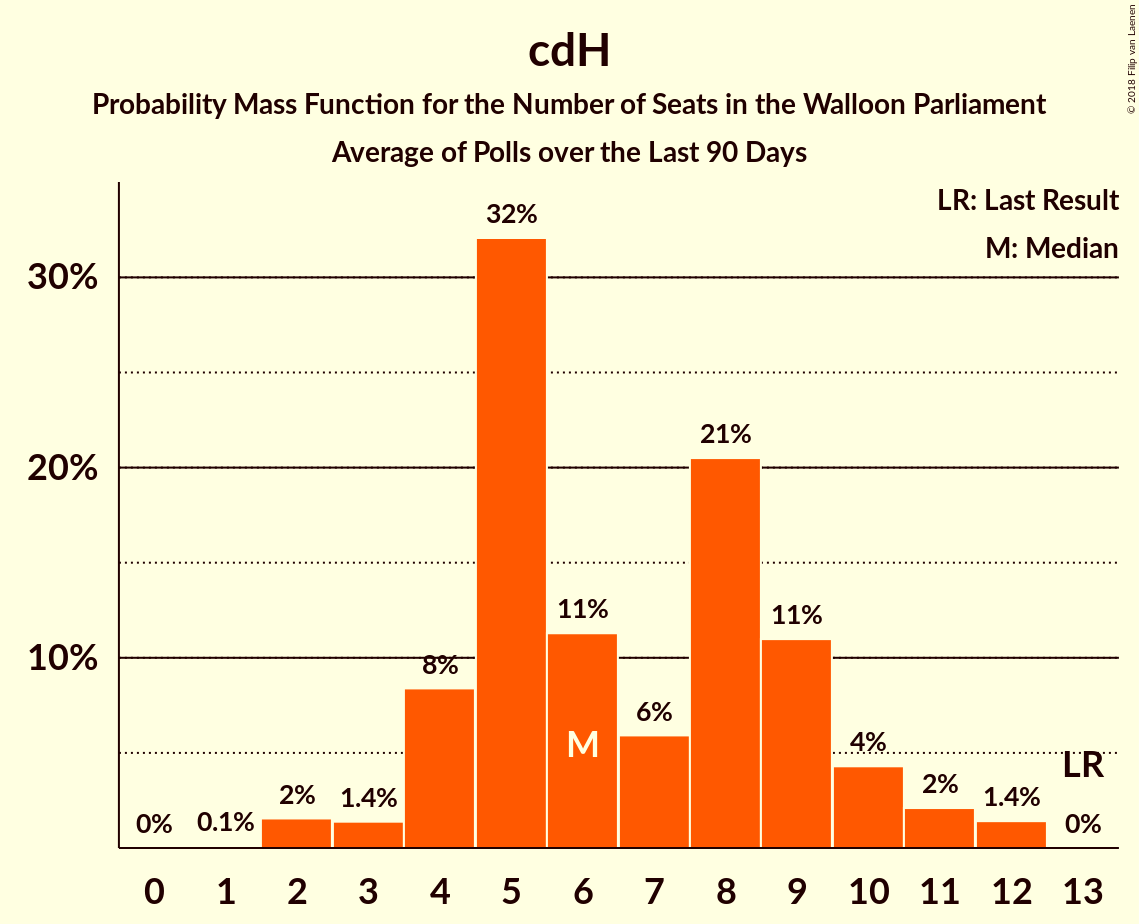 cdH
Probability Mass Function for the Number of Seats in the Walloon Parliament
Average of Polls over the Last 90 Days
© 2018 Filip van Laenen
LR: Last Result
M: Median
30%
20%
10%
0% 0.1% 2% 1.4% 8% 32% 11% 6% 21% 11% 4% 2% 1.4% 0%
M
LR
0 1 2 3 4 5 6 7 8 9 10 11 12 13